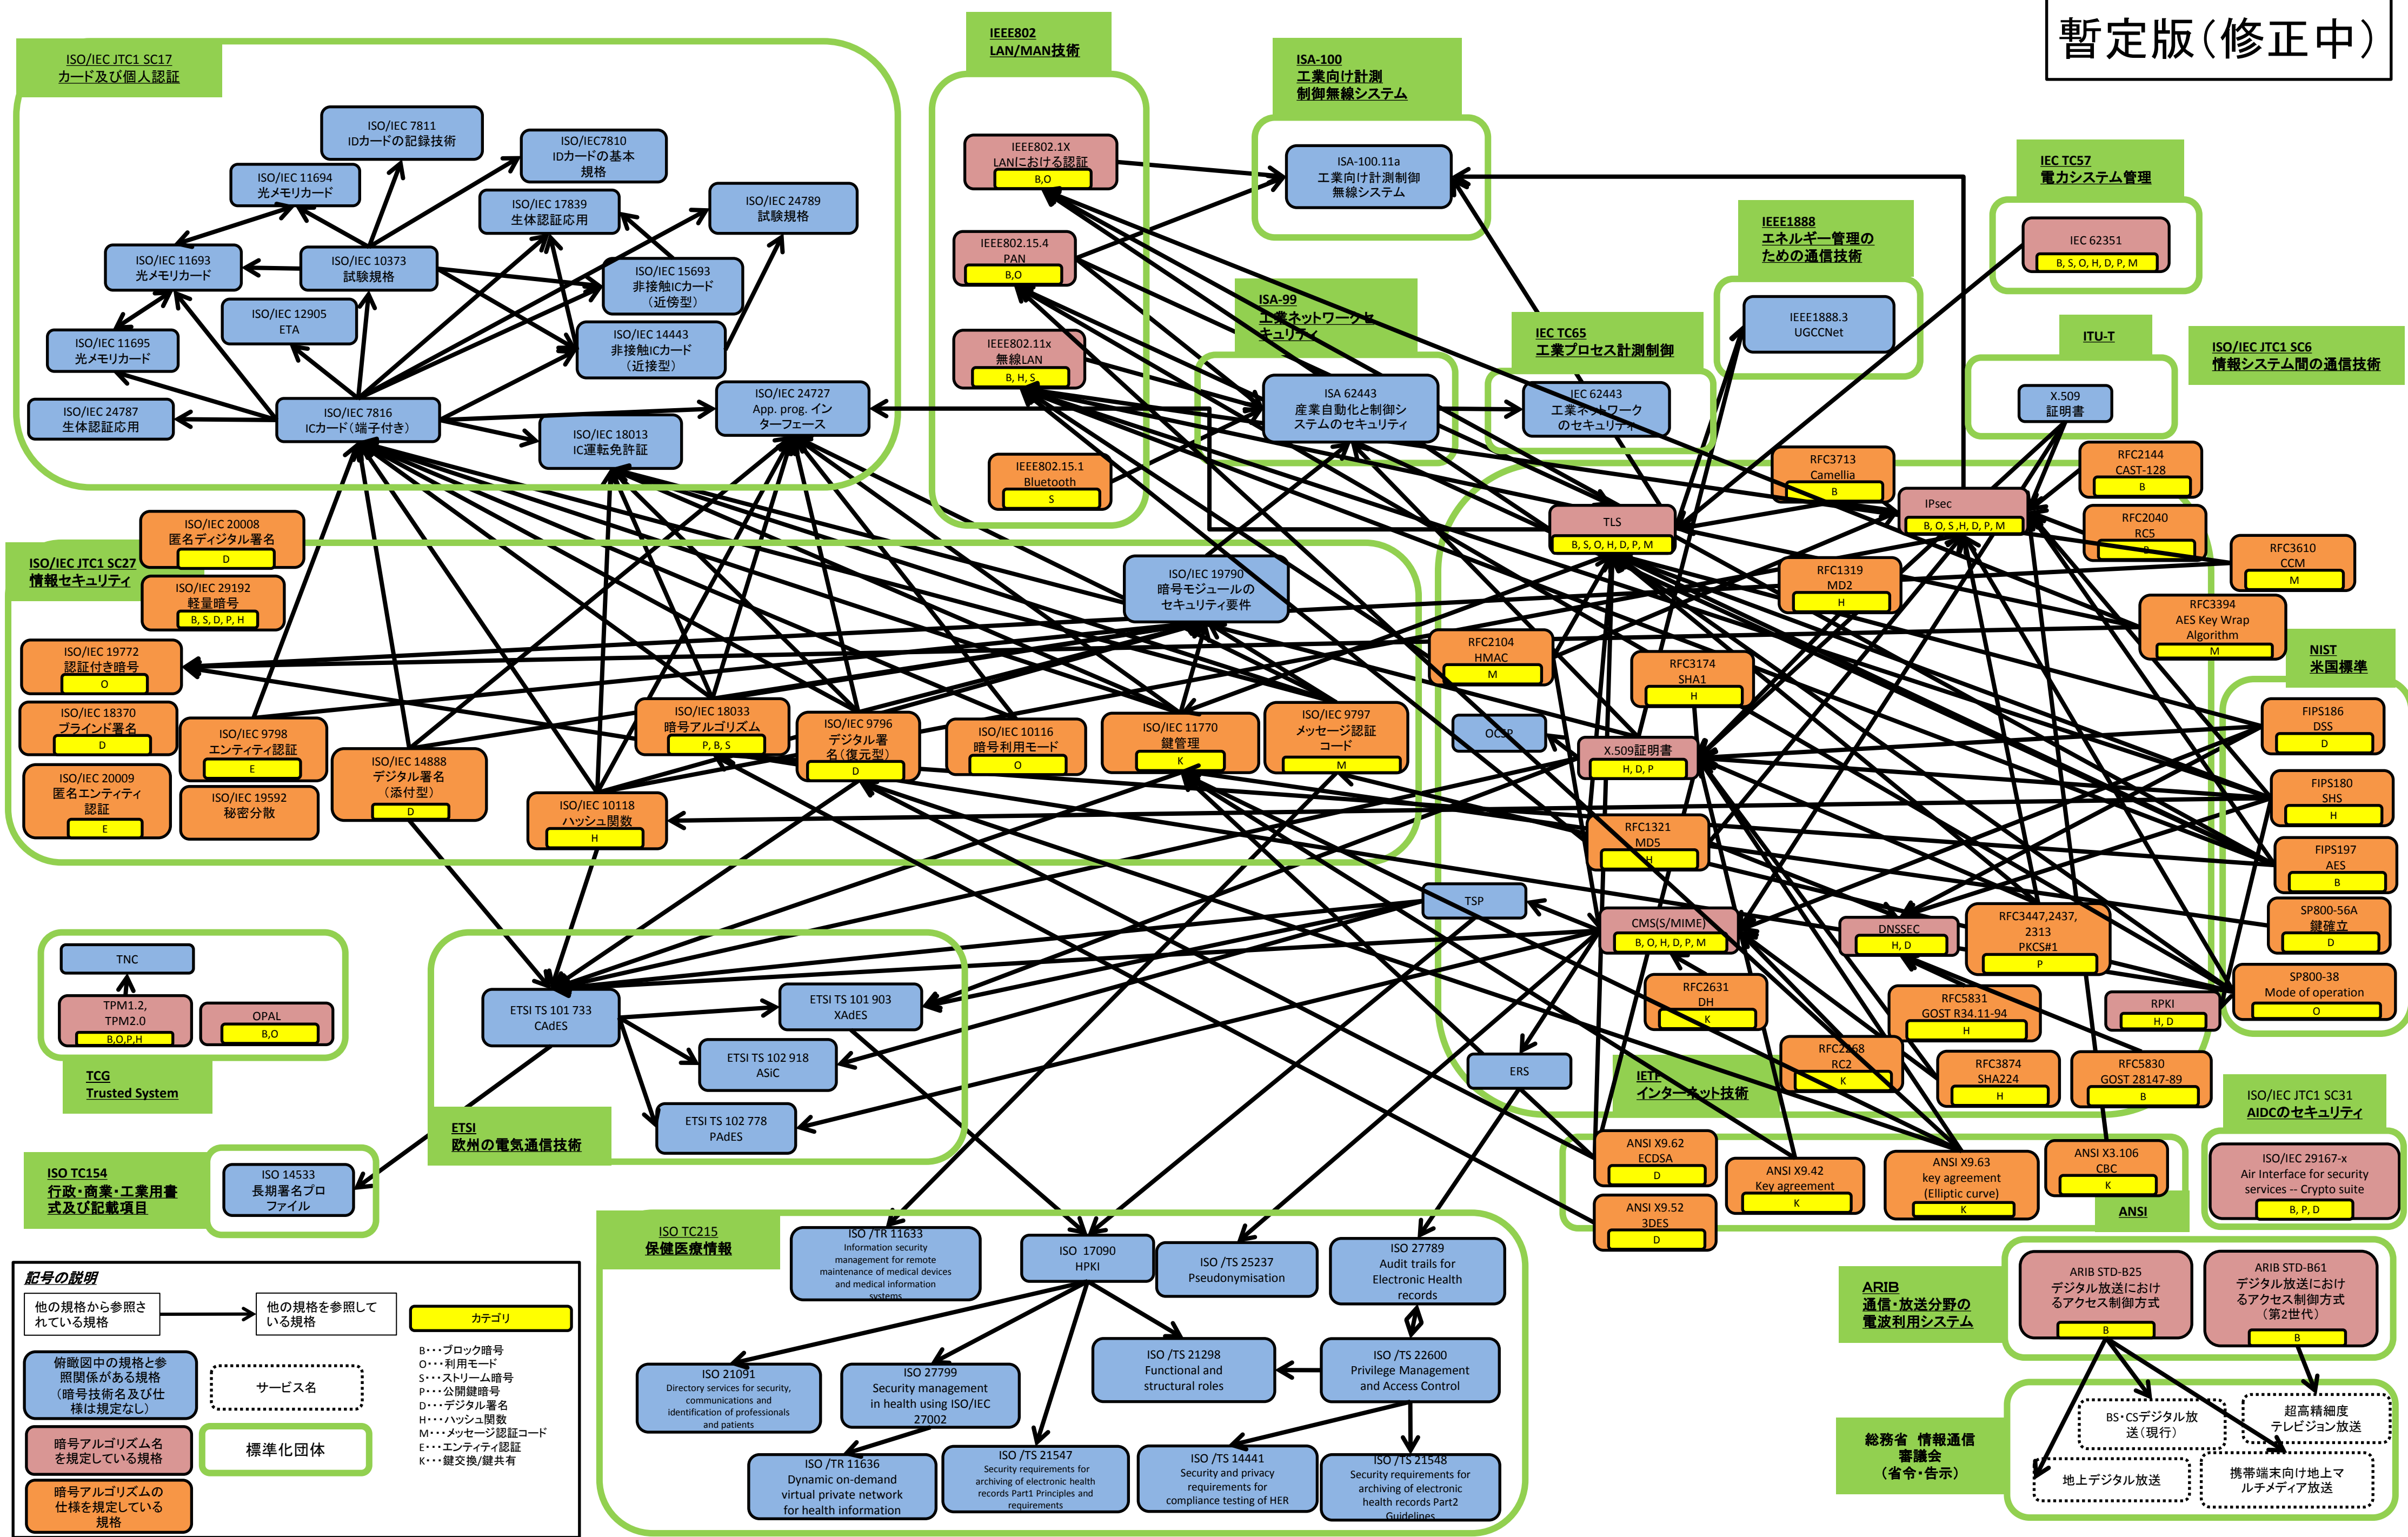 暫定版（修正中）
ISO/IEC JTC1 SC17
カード及び個人認証
ISO/IEC 7811
IDカードの記録技術
ISO/IEC7810
IDカードの基本
規格
ISO/IEC 11694
光メモリカード
ISO/IEC 17839
生体認証応用
ISO/IEC 24789
試験規格
ISO/IEC 11693
光メモリカード
ISO/IEC 10373
試験規格
ISO/IEC 15693
非接触ICカード
（近傍型）
ISO/IEC 12905
ETA
ISO/IEC 11695
光メモリカード
ISO/IEC 14443
非接触ICカード
（近接型）
ISO/IEC 24787
生体認証応用
ISO/IEC 7816
ICカード（端子付き）
ISO/IEC 18013
IC運転免許証
ISO/IEC 24727
App. prog. イン
ターフェース
IEEE802
LAN/MAN技術
IEEE802.1X
LANにおける認証
B,O
IEEE802.15.4
PAN
B,O
IEEE802.11x
無線LAN
B, H, S
IEEE802.15.1
Bluetooth
S
ISA-100
工業向け計測
制御無線システム
ISA-100.11a
工業向け計測制御
無線システム
ISA-99
工業ネットワークセ
キュリティ
ISA 62443
産業自動化と制御シ
ステムのセキュリティ
IEC TC65
工業プロセス計測制御
IEC 62443
工業ネットワーク
のセキュリティ
IEEE1888
エネルギー管理の
ための通信技術
IEEE1888.3
UGCCNet
IEC TC57
電力システム管理
IEC 62351
B, S, O, H, D, P, M
ITU-T
X.509
証明書
ISO/IEC JTC1 SC6
情報システム間の通信技術
ISO/IEC JTC1 SC27
情報セキュリティ
ISO/IEC 20008
匿名ディジタル署名
D
ISO/IEC 29192
軽量暗号
B, S, D, P, H
ISO/IEC 19772
認証付き暗号
O
ISO/IEC 18370
ブラインド署名
D
ISO/IEC 20009
匿名エンティティ
認証
E
ISO/IEC 9798
エンティティ認証
E
ISO/IEC 19592
秘密分散
ISO/IEC 14888
デジタル署名
（添付型）
D
ISO/IEC 10118
ハッシュ関数
H
ISO/IEC 18033
暗号アルゴリズム
P, B, S
ISO/IEC 9796
デジタル署
名（復元型）
D
ISO/IEC 10116
暗号利用モード
O
ISO/IEC 11770
鍵管理
K
ISO/IEC 9797
メッセージ認証
コード
M
ISO/IEC 19790
暗号モジュールの
セキュリティ要件
TLS
B, S, O, H, D, P, M
RFC3713
Camellia
B
IPsec
B, O, S ,H, D, P, M
RFC2144
CAST-128
B
RFC2040
RC5
B
RFC3610
CCM
M
RFC1319
MD2
H
RFC3394
AES Key Wrap
Algorithm
M
RFC2104
HMAC
M
RFC3174
SHA1
H
OCSP
X.509証明書
H, D, P
RFC1321
MD5
H
TSP
CMS(S/MIME)
B, O, H, D, P, M
DNSSEC
H, D
RFC3447,2437,
2313
PKCS#1
P
RFC2631
DH
K
RFC5831
GOST R34.11-94
H
RPKI
H, D
RFC2268
RC2
K
RFC3874
SHA224
H
RFC5830
GOST 28147-89
B
ERS
IETF
インターネット技術
NIST
米国標準
FIPS186
DSS
D
FIPS180
SHS
H
FIPS197
AES
B
SP800-56A
鍵確立
D
SP800-38
Mode of operation
O
TNC
TPM1.2,
TPM2.0
B,O,P,H
OPAL
B,O
TCG
Trusted System
ETSI TS 101 733
CAdES
ETSI TS 101 903
XAdES
ETSI TS 102 918
ASiC
ETSI TS 102 778
PAdES
ETSI
欧州の電気通信技術
ISO TC154
行政・商業・工業用書
式及び記載項目
ISO 14533
長期署名プロ
ファイル
ANSI X9.62
ECDSA
D
ANSI X9.52
3DES
D
ANSI X9.42
Key agreement
K
ANSI X9.63
key agreement
(Elliptic curve)
K
ANSI X3.106
CBC
K
ANSI
ISO/IEC JTC1 SC31
AIDCのセキュリティ
ISO/IEC 29167-x
Air Interface for security
services -- Crypto suite
B, P, D
ISO TC215
保健医療情報
ISO /TR 11633
Information security
management for remote
maintenance of medical devices
and medical information
systems
ISO 17090
HPKI
ISO /TS 25237
Pseudonymisation
ISO 27789
Audit trails for
Electronic Health
records
ISO 21091
Directory services for security,
communications and
identification of professionals
and patients
ISO 27799
Security management
in health using ISO/IEC
27002
ISO /TS 21298
Functional and
structural roles
ISO /TS 22600
Privilege Management
and Access Control
ISO /TR 11636
Dynamic on-demand
virtual private network
for health information
ISO /TS 21547
Security requirements for
archiving of electronic health
records Part1 Principles and
requirements
ISO /TS 14441
Security and privacy
requirements for
compliance testing of HER
ISO /TS 21548
Security requirements for
archiving of electronic
health records Part2
Guidelines
ARIB
通信・放送分野の
電波利用システム
ARIB STD-B25
デジタル放送におけ
るアクセス制御方式
B
ARIB STD-B61
デジタル放送におけ
るアクセス制御方式
（第2世代）
B
総務省 情報通信
審議会
（省令・告示）
BS・CSデジタル放
送（現行）
超高精細度
テレビジョン放送
地上デジタル放送
携帯端末向け地上マ
ルチメディア放送
記号の説明
他の規格から参照さ
れている規格
他の規格を参照して
いる規格
カテゴリ
俯瞰図中の規格と参
照関係がある規格
（暗号技術名及び仕
様は規定なし）
サービス名
暗号アルゴリズム名
を規定している規格
標準化団体
暗号アルゴリズムの
仕様を規定している
規格
B・・・ブロック暗号
O・・・利用モード
S・・・ストリーム暗号
P・・・公開鍵暗号
D・・・デジタル署名
H・・・ハッシュ関数
M・・・メッセージ認証コード
E・・・エンティティ認証
K・・・鍵交換/鍵共有